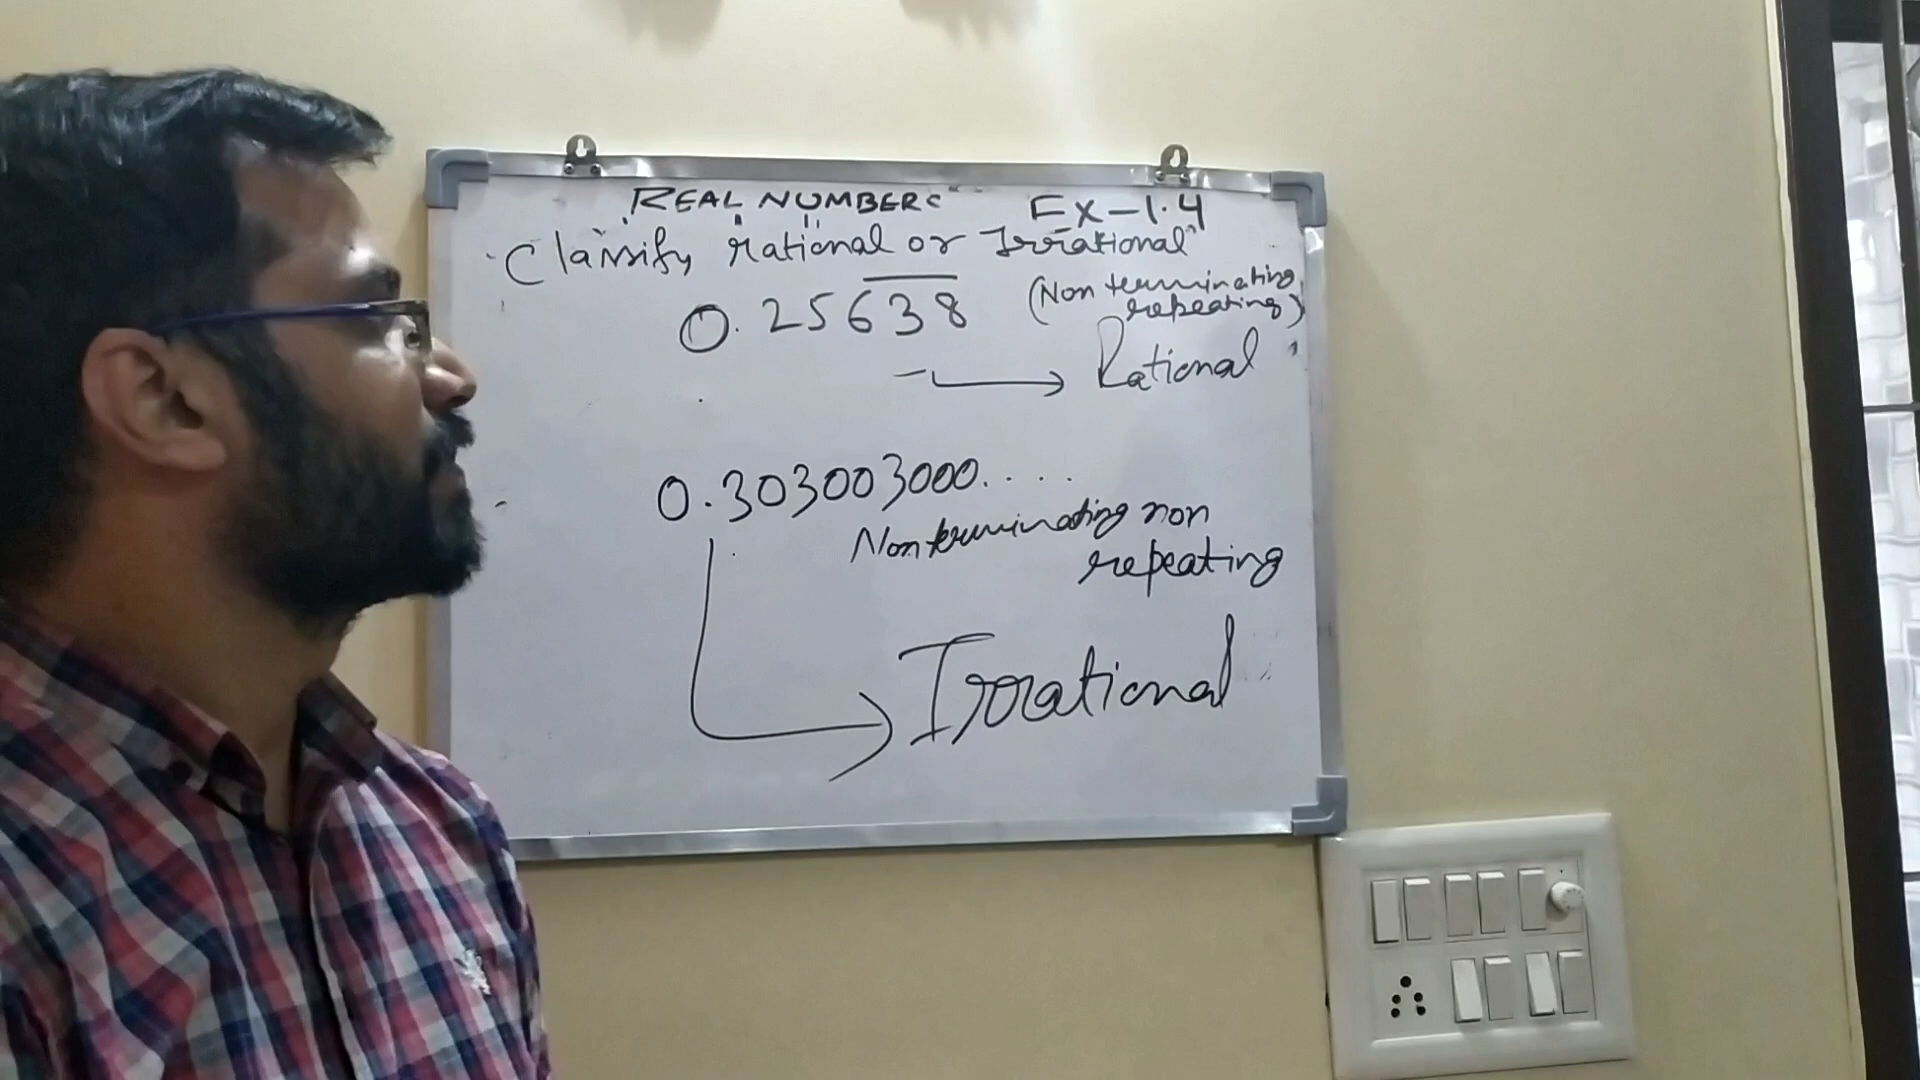 REAL NUMBERS Ex-1.4
Classify rational or Irrational
0.25638̅ (Non terminating
repeating)
Rational
0.303003000.....
Non terminating non
repeating
Irrational